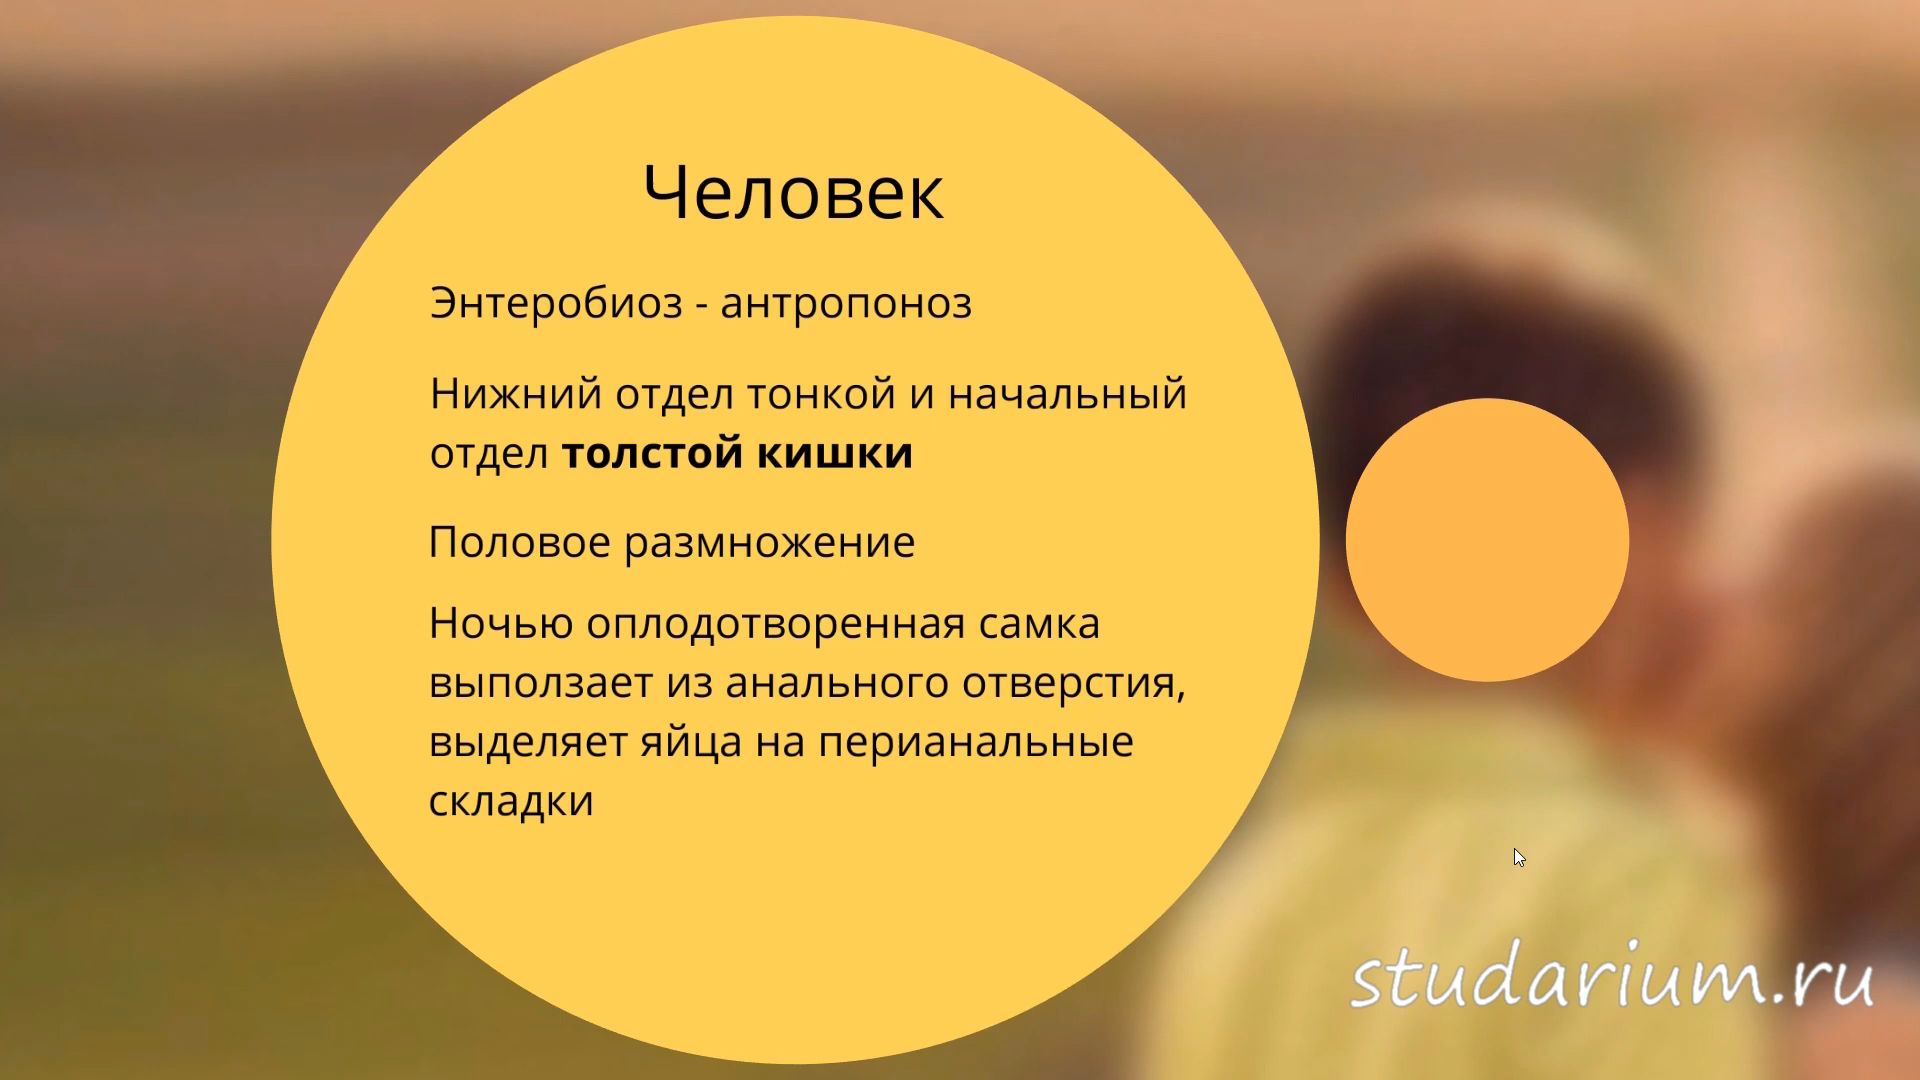 Человек
Энтеробиоз - антропоноз
Нижний отдел тонкой и начальный
отдел толстой кишки
Половое размножение
Ночью оплодотворенная самка
выползает из анального отверстия,
выделяет яйца на перианальные
складки
studarium.ru